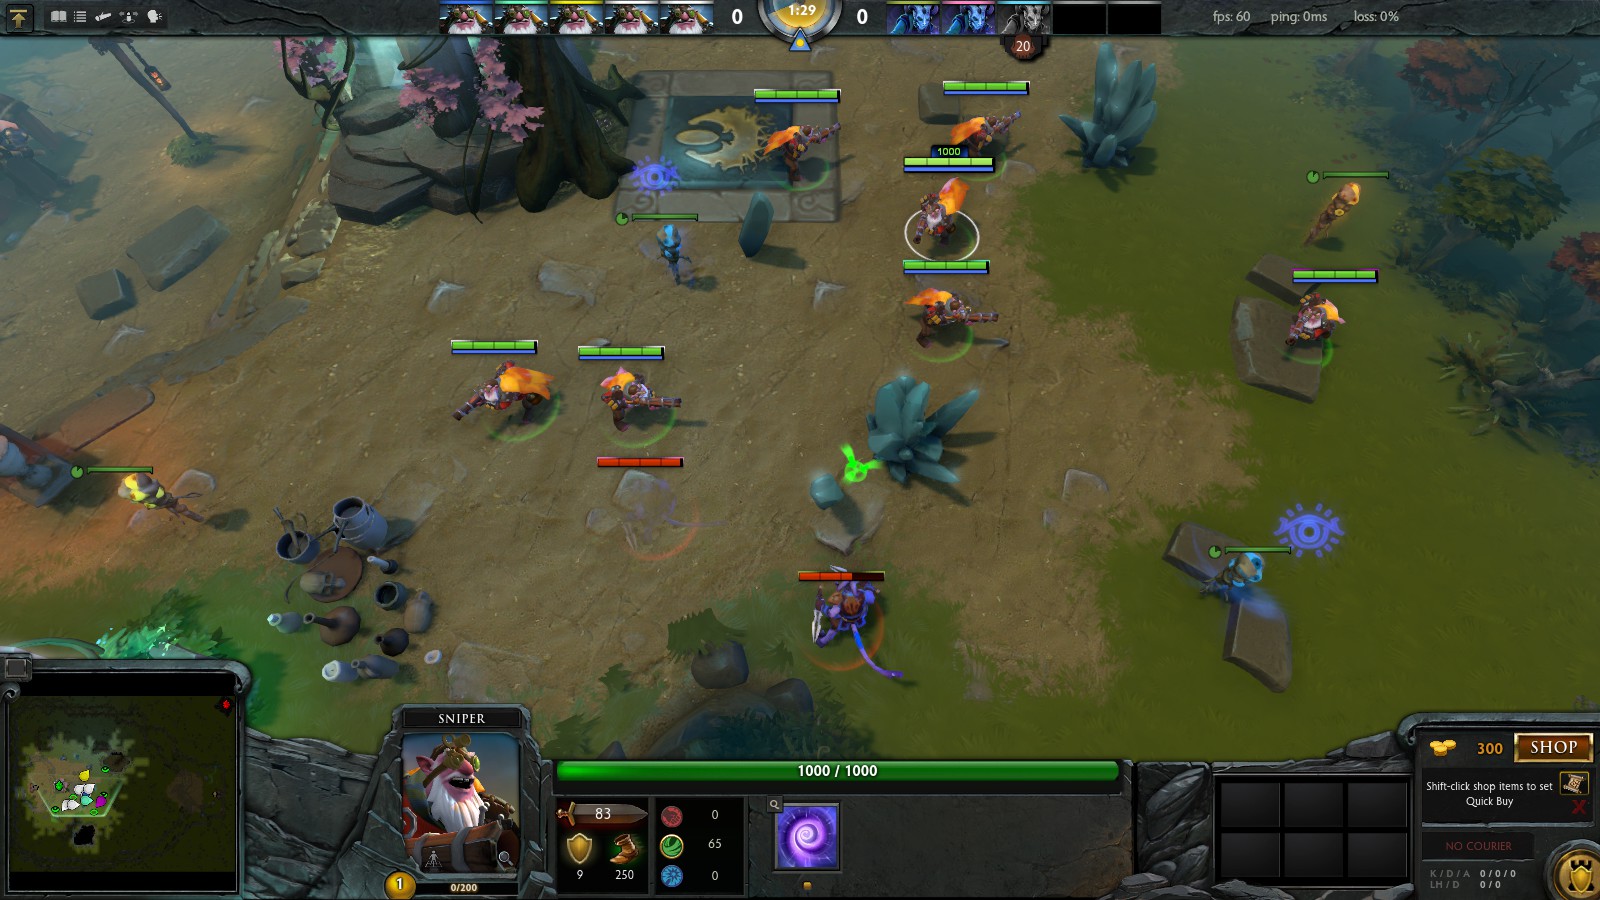 0
1:29
0
fps: 60
ping: 0ms
loss: 0%
20
1000
SNIPER
1
0/200
1000 / 1000
83
9
250
0
65
0
300
SHOP
Shift-click shop items to set
Quick Buy
NO COURIER
K / D / A 0 / 0 / 0
LH / D 0 / 0